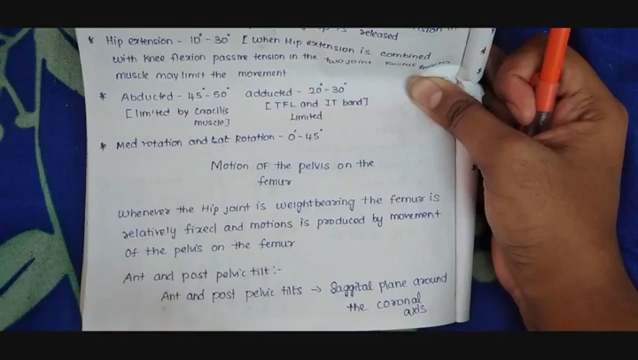 is released
* Hip extension - 10° - 30° [ When Hip extension is combined
with Knee flexion passive tension in the two joint
muscle may limit the movement
* Abducted - 45° - 50° adducted - 20° - 30°
[limited by Gracilis [TFL and IT band]
muscle] Limited
* Med rotation and Lat Rotation - 0° - 45°
Motion OF the pelvis on the
femur
Whenever the Hip joint is weightbearing the femur is
relatively fixed and motions is produced by movement
of the pelvis on the femur
Ant and post pelvic tilt :-
Ant and post pelvic tilts → Saggital plane around
the coronal
axis